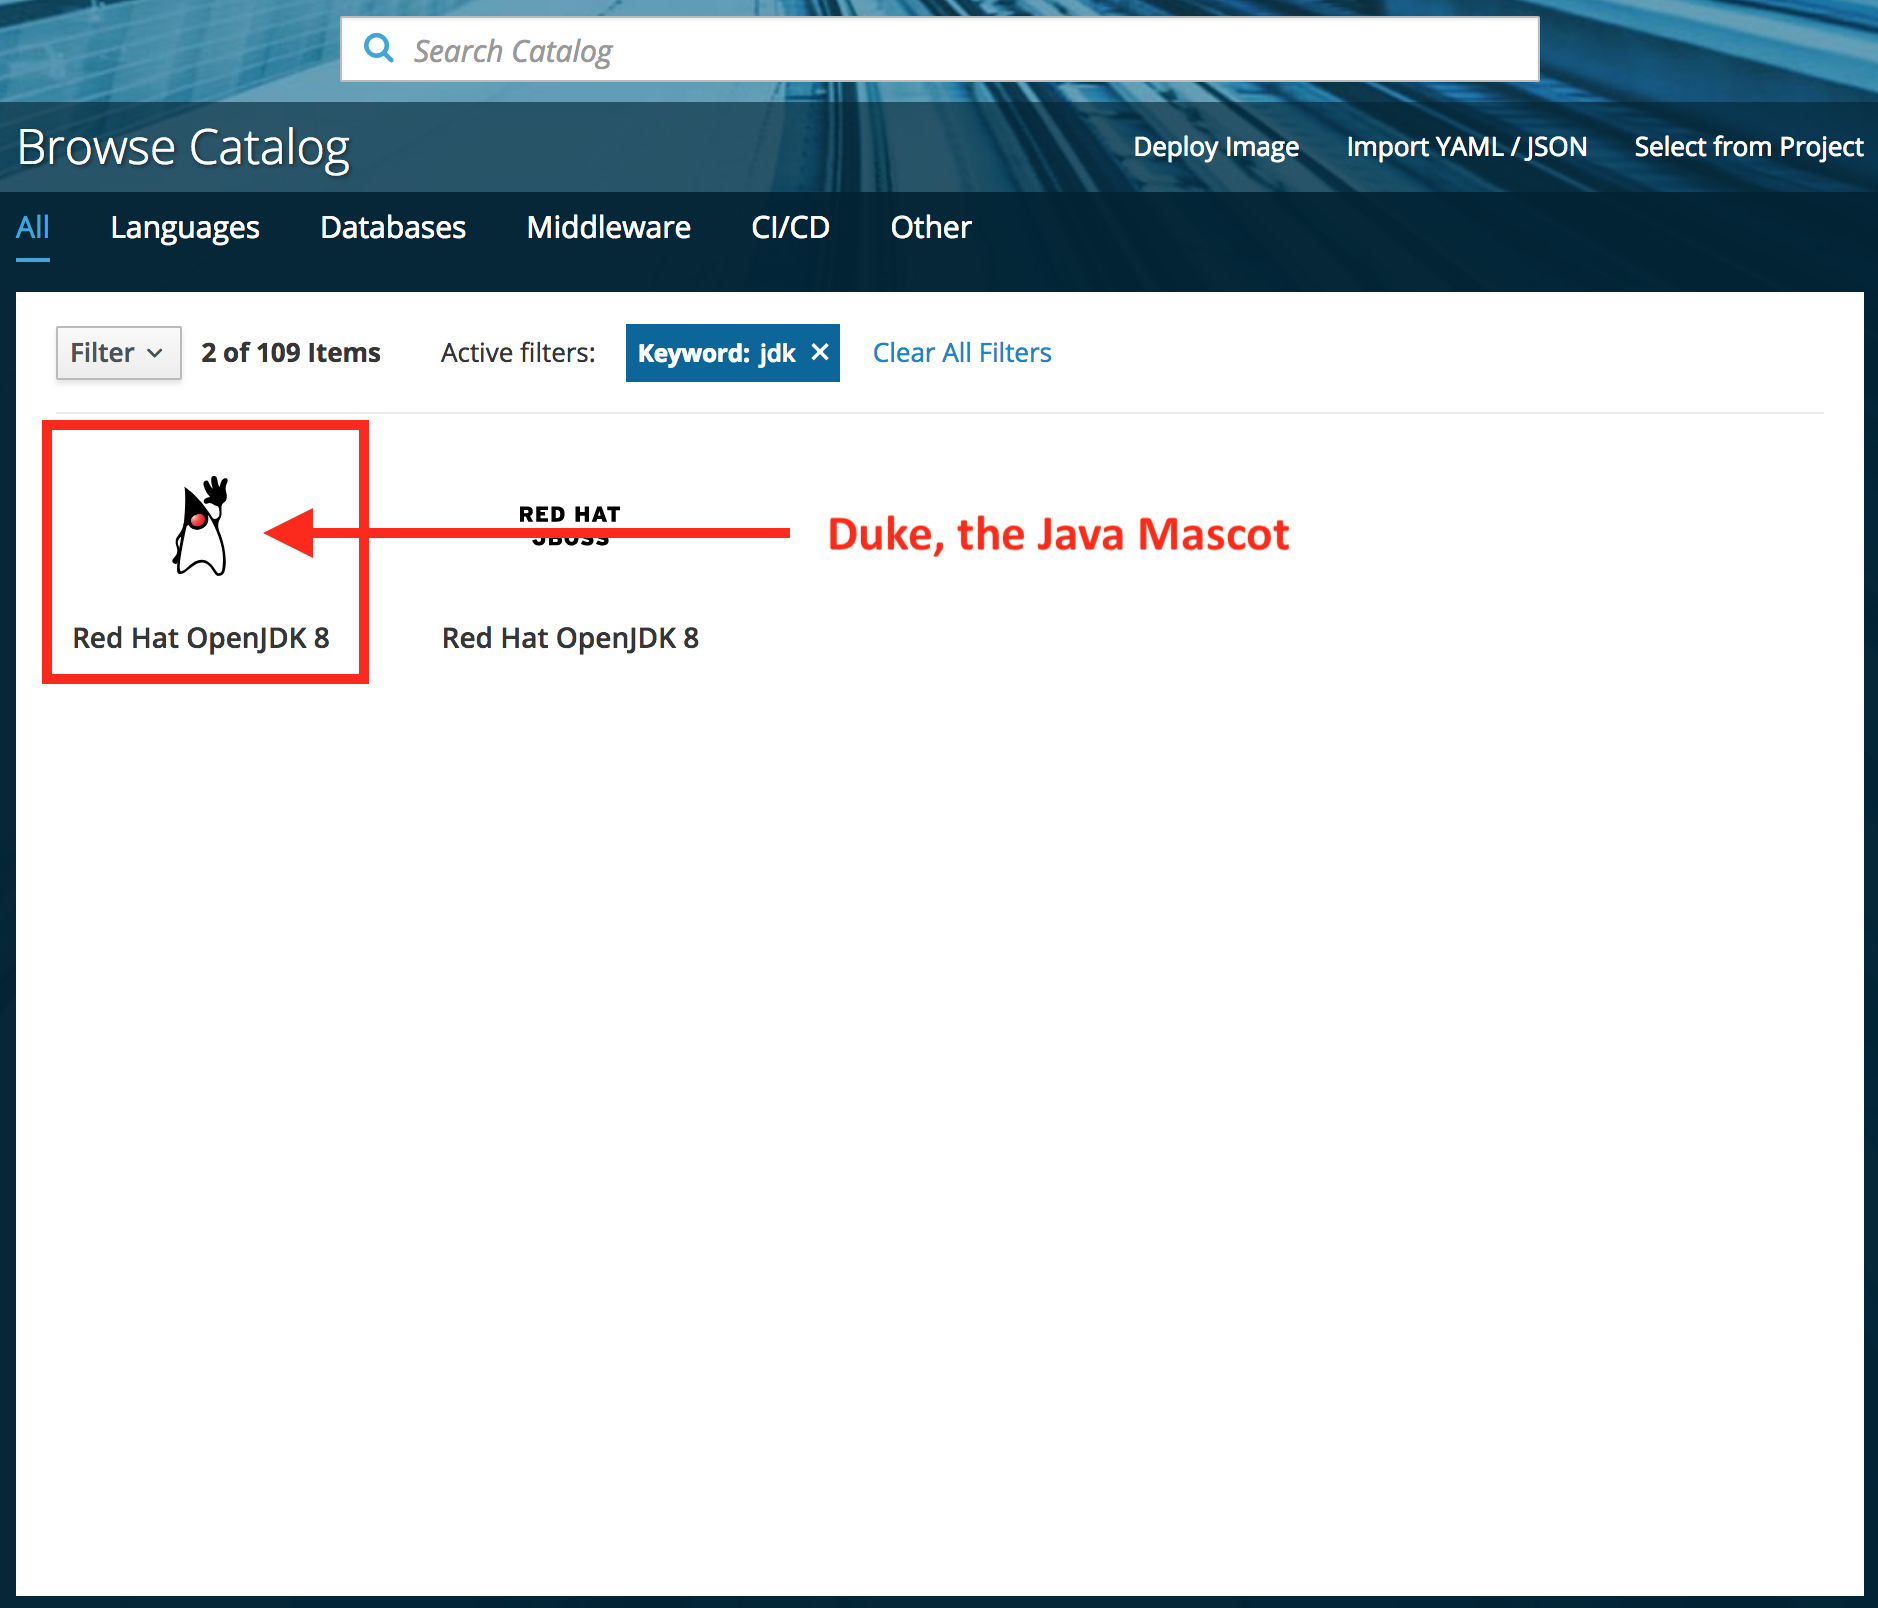 Search Catalog
Browse Catalog
Deploy Image
Import YAML / JSON
Select from Project
All
Languages
Databases
Middleware
CI/CD
Other
Filter
2 of 109 Items
Active filters:
Keyword: jdk ✕
Clear All Filters
RED HAT
JBOSS
Duke, the Java Mascot
Red Hat OpenJDK 8
Red Hat OpenJDK 8